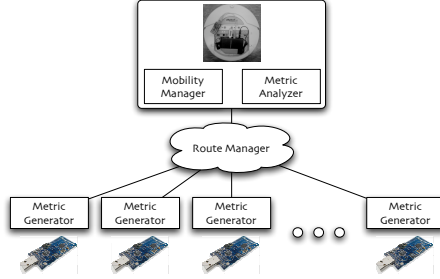 Mobility Metric
Manager Analyzer
Route Manager
Metric Metric Metric Metric
Generator Generator Generator Generator